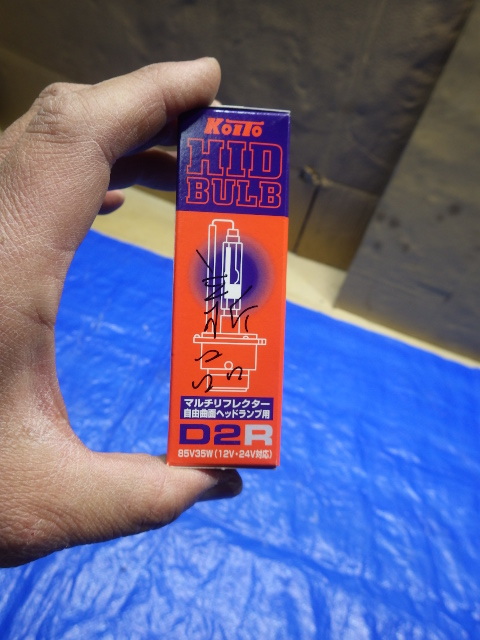 KOITO
HID
BULB
マルチリフレクター
自由曲面ヘッドランプ用
D2R
85V35W(12V・24V対応)